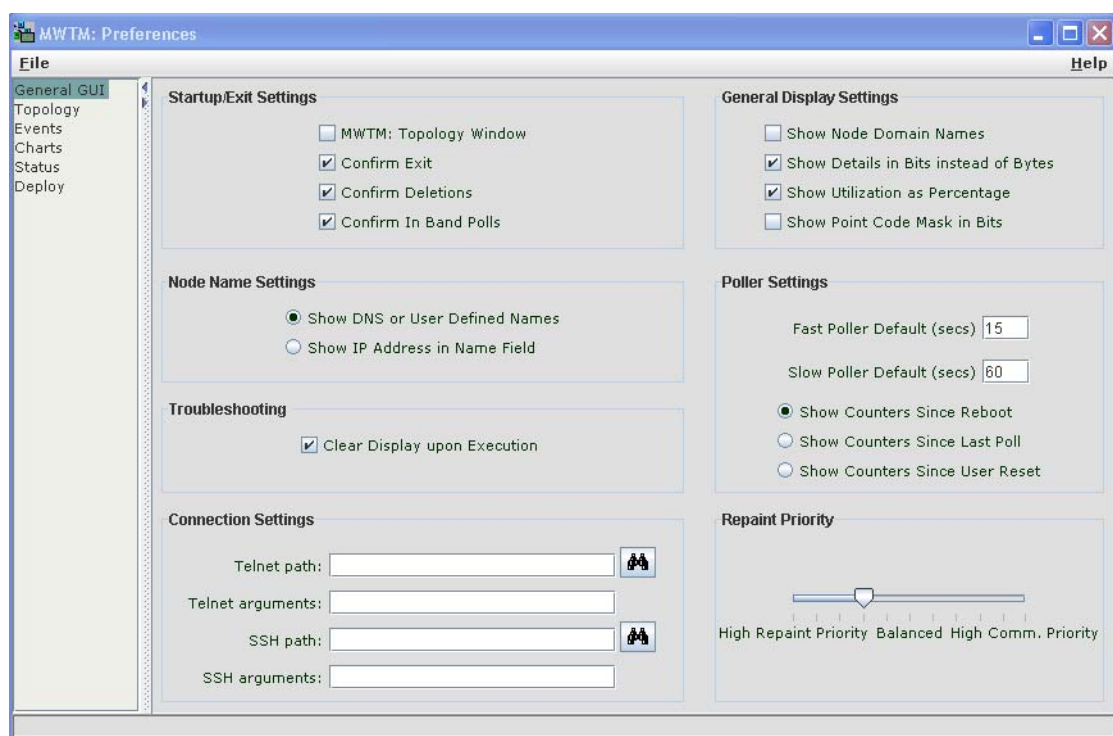 MWTM: Preferences
File
Help
General GUI
Topology
Events
Charts
Status
Deploy
Startup/Exit Settings
MWTM: Topology Window
Confirm Exit
Confirm Deletions
Confirm In Band Polls
Node Name Settings
Show DNS or User Defined Names
Show IP Address in Name Field
Troubleshooting
Clear Display upon Execution
Connection Settings
Telnet path:
Telnet arguments:
SSH path:
SSH arguments:
General Display Settings
Show Node Domain Names
Show Details in Bits instead of Bytes
Show Utilization as Percentage
Show Point Code Mask in Bits
Poller Settings
Fast Poller Default (secs) 15
Slow Poller Default (secs) 60
Show Counters Since Reboot
Show Counters Since Last Poll
Show Counters Since User Reset
Repaint Priority
High Repaint Priority Balanced High Comm. Priority